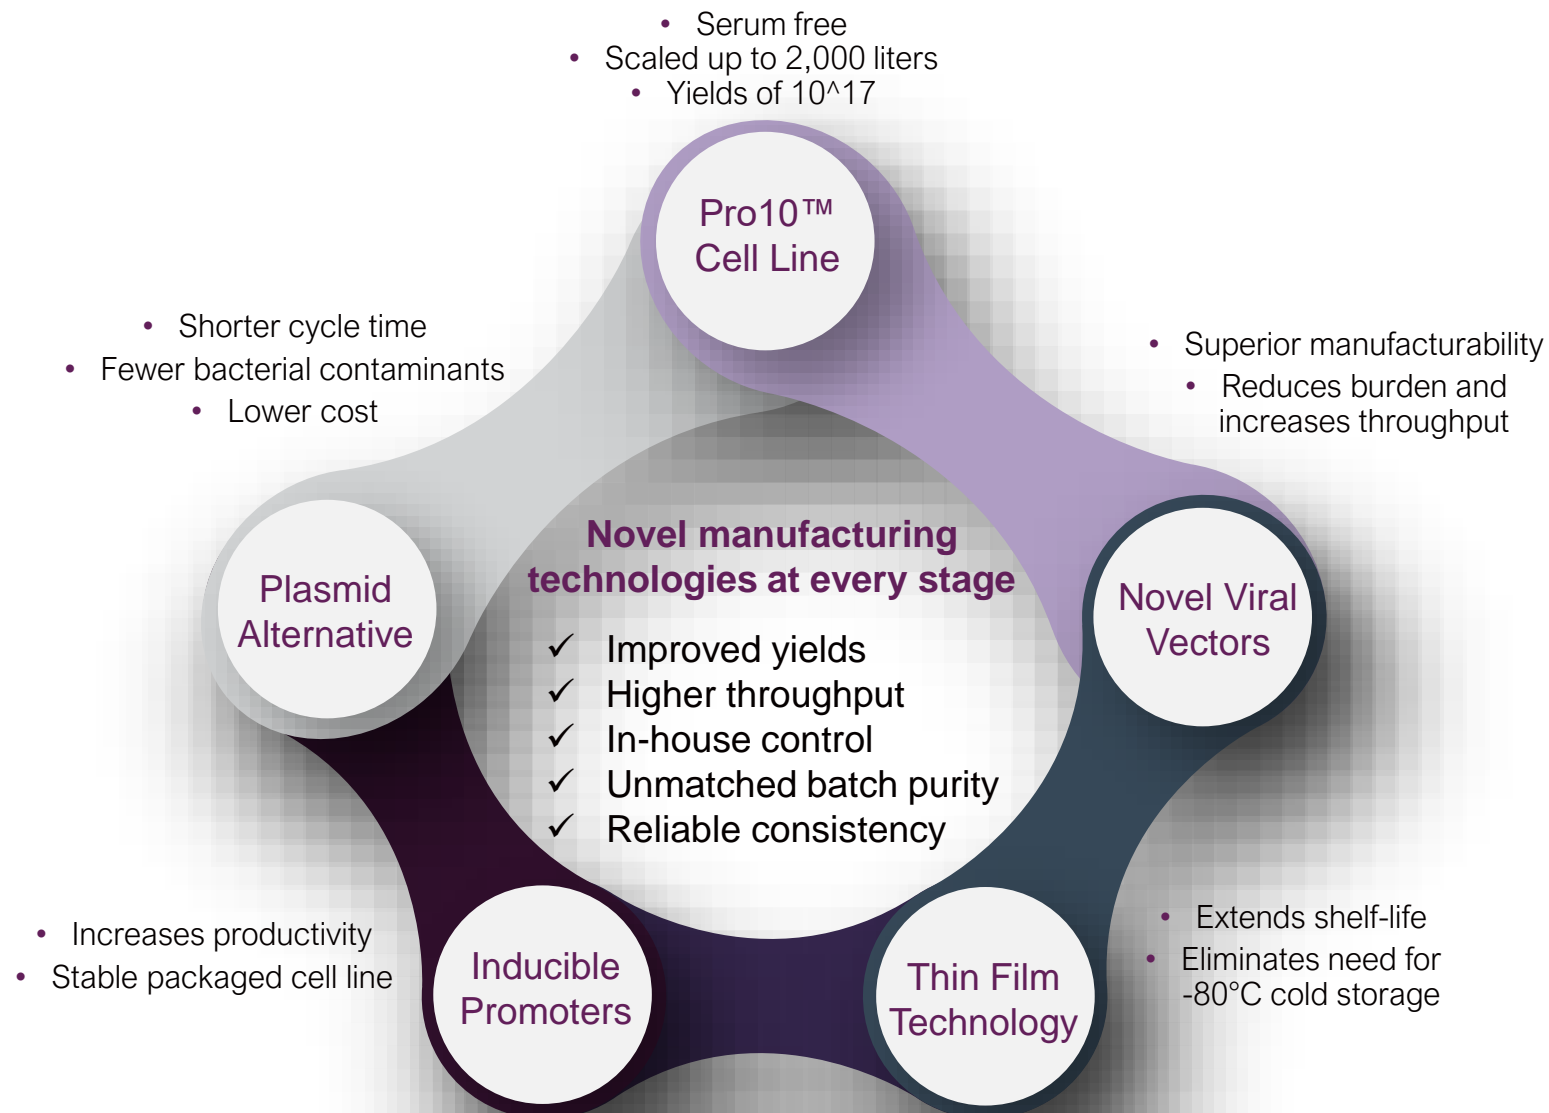 • Serum free
• Scaled up to 2,000 liters
• Yields of 10^17
Pro10™
Cell Line
• Shorter cycle time
• Fewer bacterial contaminants
• Lower cost
• Superior manufacturability
• Reduces burden and
increases throughput
Plasmid
Alternative
Novel manufacturing
technologies at every stage
✓ Improved yields
✓ Higher throughput
✓ In-house control
✓ Unmatched batch purity
✓ Reliable consistency
Novel Viral
Vectors
• Increases productivity
• Stable packaged cell line
Inducible
Promoters
Thin Film
Technology
• Extends shelf-life
• Eliminates need for
-80°C cold storage